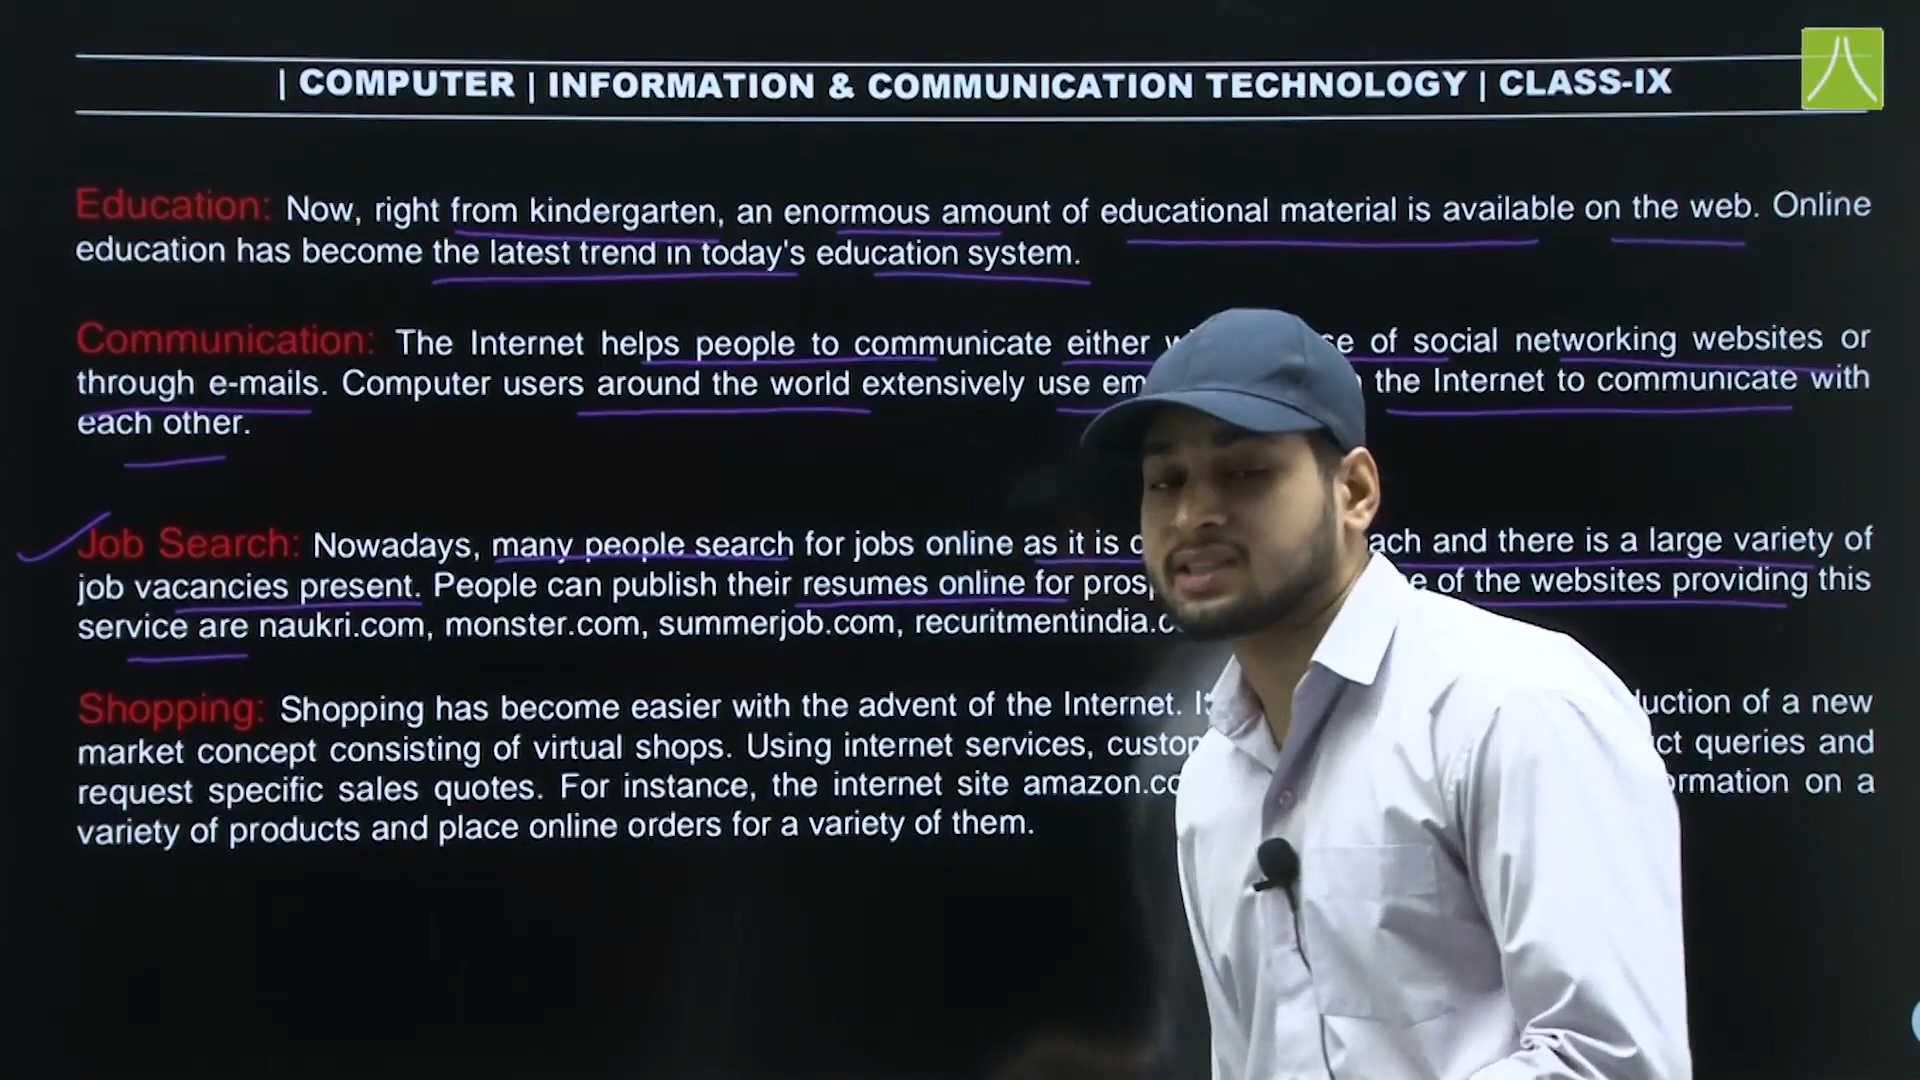 | COMPUTER | INFORMATION & COMMUNICATION TECHNOLOGY | CLASS-IX
Education: Now, right from kindergarten, an enormous amount of educational material is available on the web. Online
education has become the latest trend in today's education system.
Communication: The Internet helps people to communicate either of social networking websites or
through e-mails. Computer users around the world extensively use the Internet to communicate with
each other.
Job Search: Nowadays, many people search for jobs online as it is and there is a large variety of
job vacancies present. People can publish their resumes online for of the websites providing this
service are naukri.com, monster.com, summerjob.com,
Shopping: Shopping has become easier with the advent of the Internet. of a new
market concept consisting of virtual shops. Using internet services, queries and
request specific sales quotes. For instance, the internet site on a
variety of products and place online orders for a variety of them.